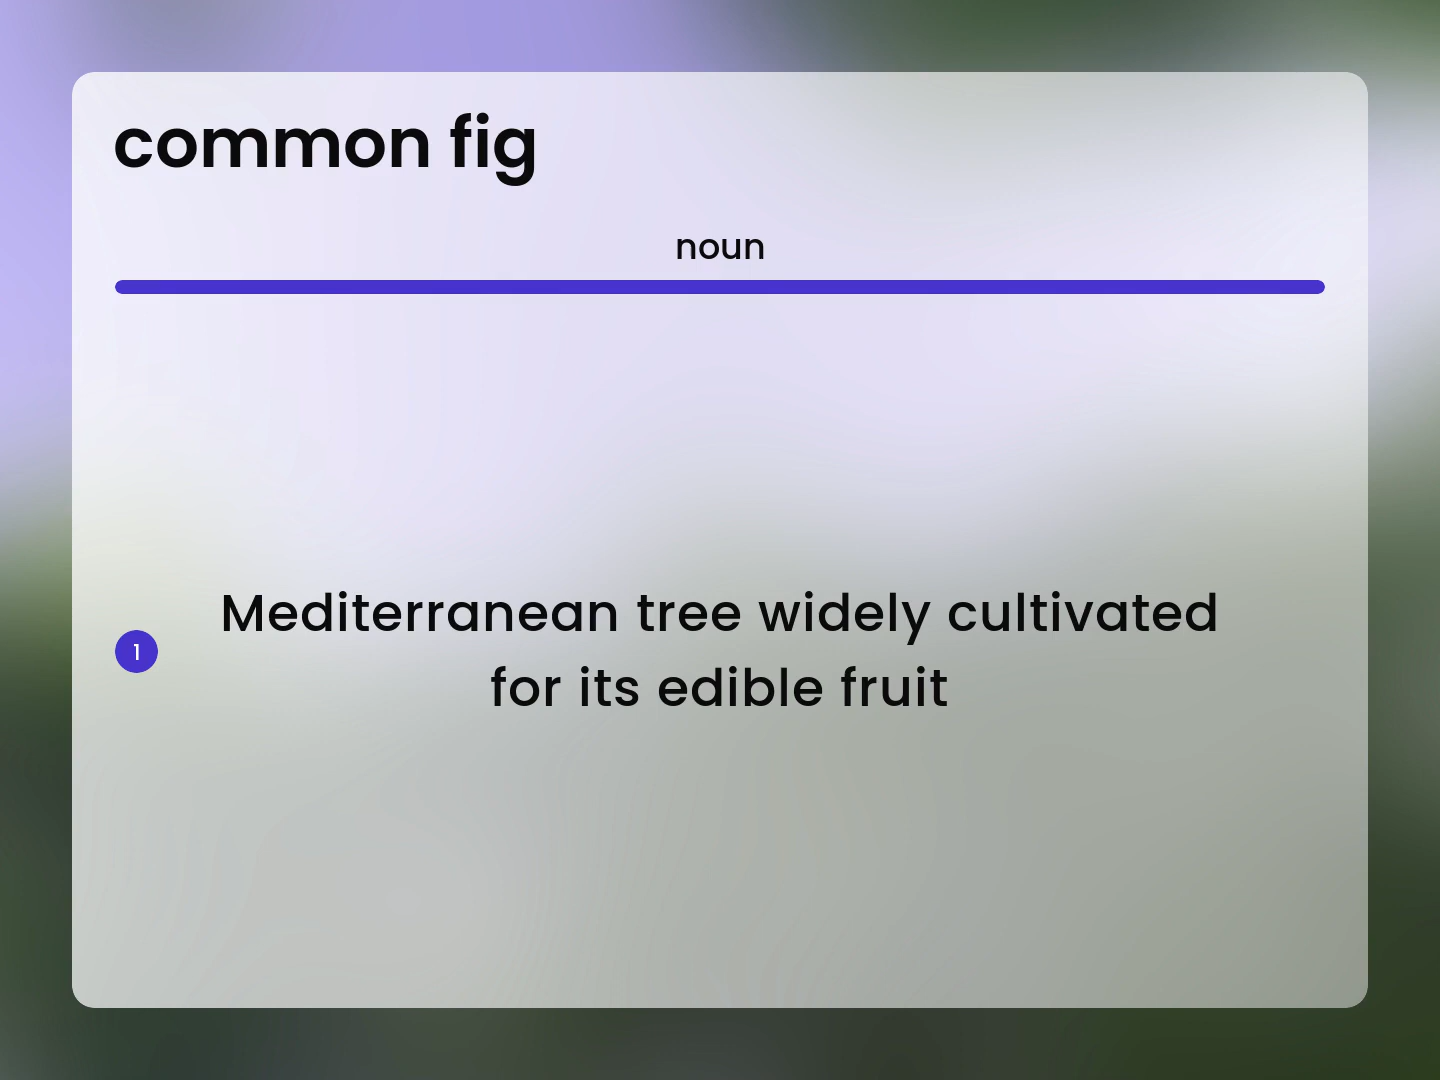 common fig
noun
1
Mediterranean tree widely cultivated
for its edible fruit